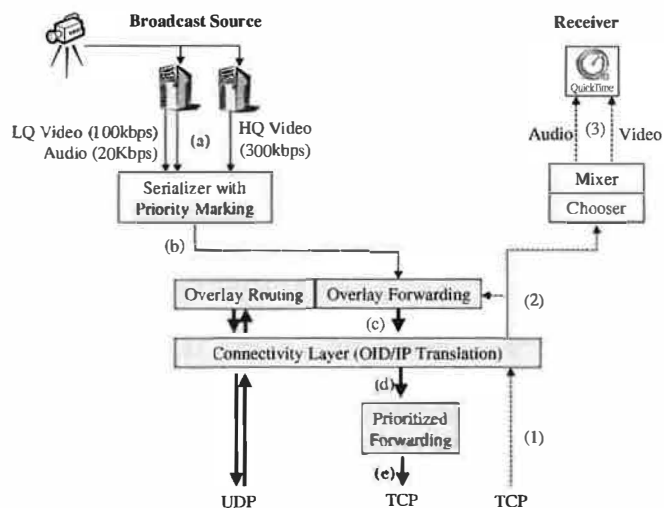 Broadcast Source
Receiver
QuickTime
LQ Video (100kbps)
Audio (20Kbps)
(a)
HQ Video
(300kbps)
Audio
(3)
Video
Serializer with
Priority Marking
Mixer
Chooser
(b)
Overlay Routing
Overlay Forwarding
(2)
(c)
Connectivity Layer (OID/IP Translation)
(d)
Prioritized
Forwarding
(1)
(e)
UDP
TCP
TCP